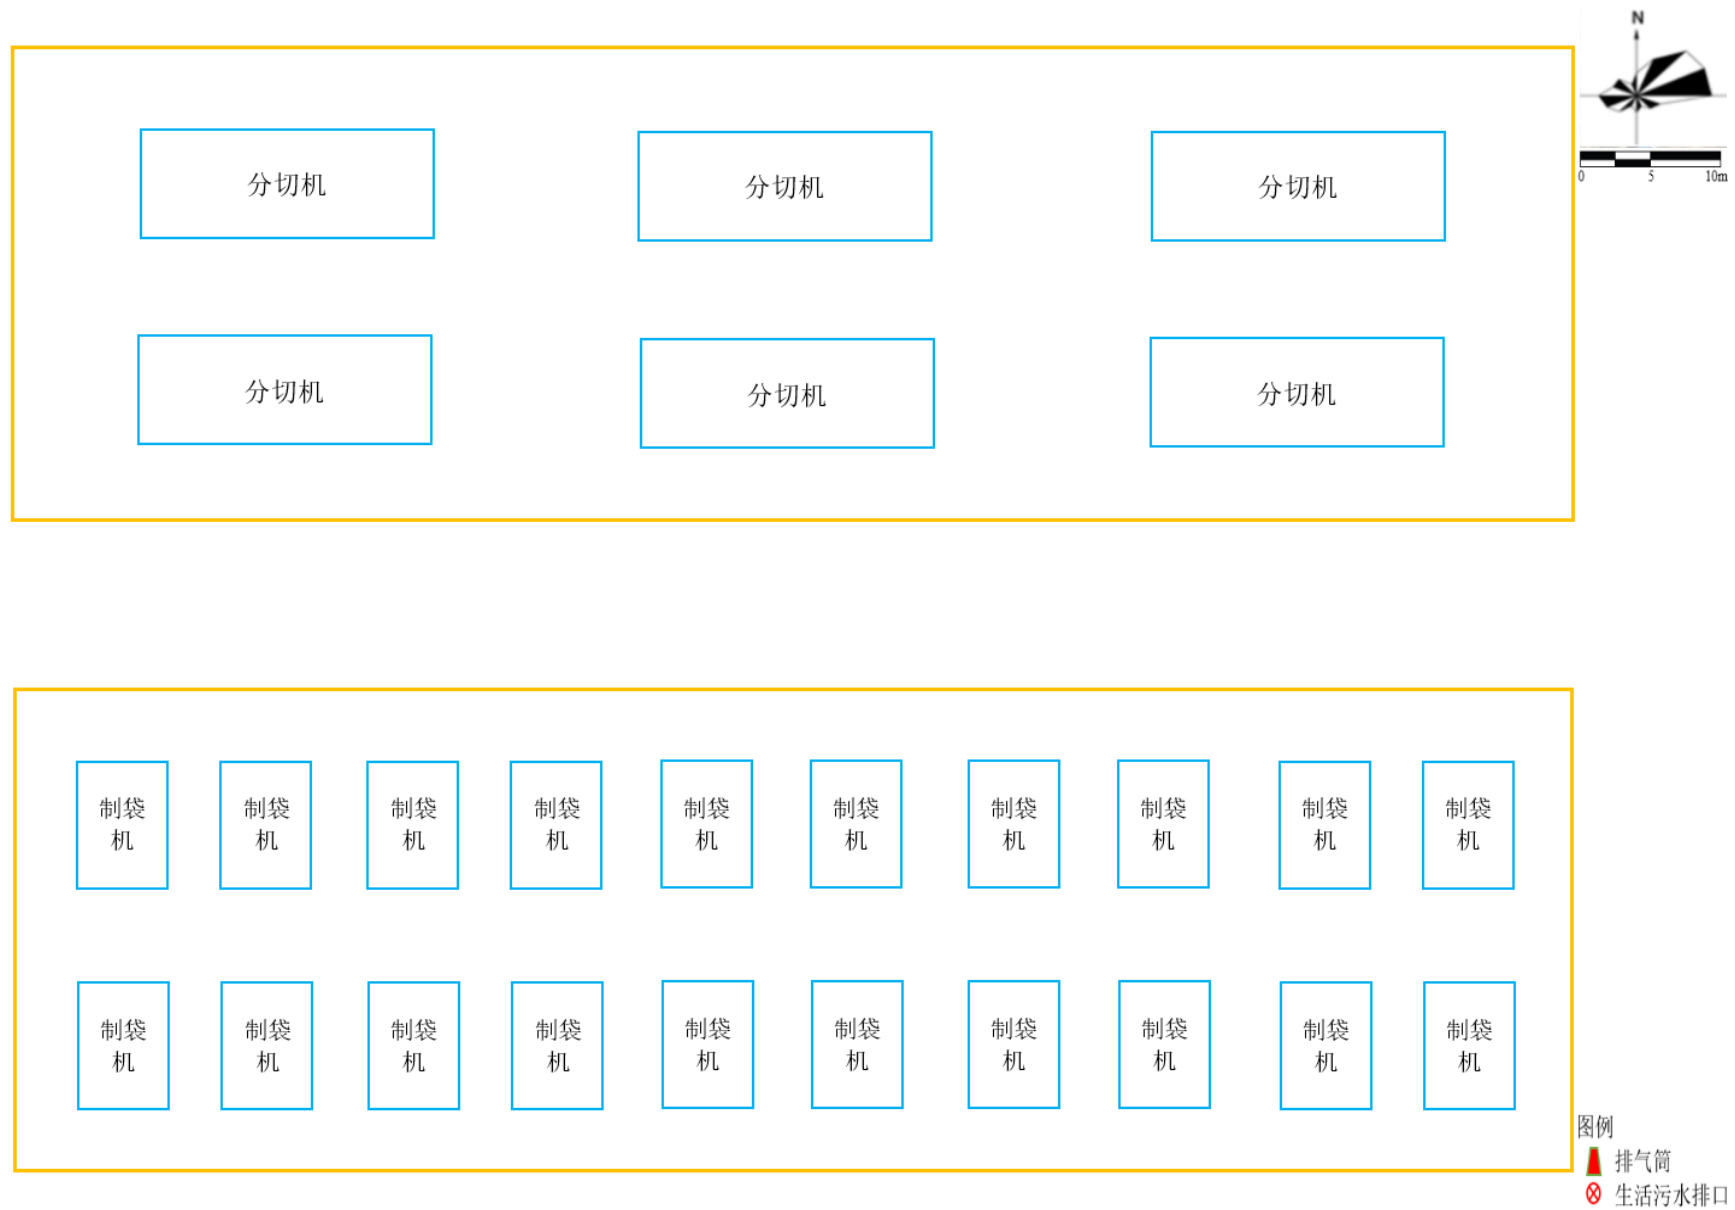 N
0 5 10m
分切机 分切机 分切机
分切机 分切机 分切机
制袋 制袋 制袋 制袋 制袋 制袋 制袋 制袋 制袋 制袋
机 机 机 机 机 机 机 机 机 机
制袋 制袋 制袋 制袋 制袋 制袋 制袋 制袋 制袋 制袋
机 机 机 机 机 机 机 机 机 机
图例
排气筒
生活污水排口